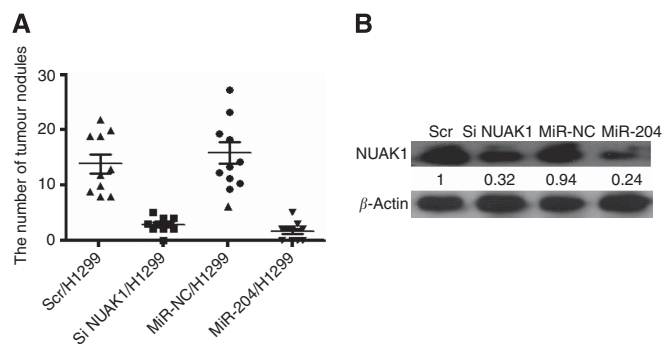 A
The number of tumour nodules
30
20
10
0
Scr/H1299
Si NUAK1/H1299
MiR-NC/H1299
MiR-204/H1299
B
Scr Si NUAK1 MiR-NC MiR-204
NUAK1
1 0.32 0.94 0.24
β-Actin